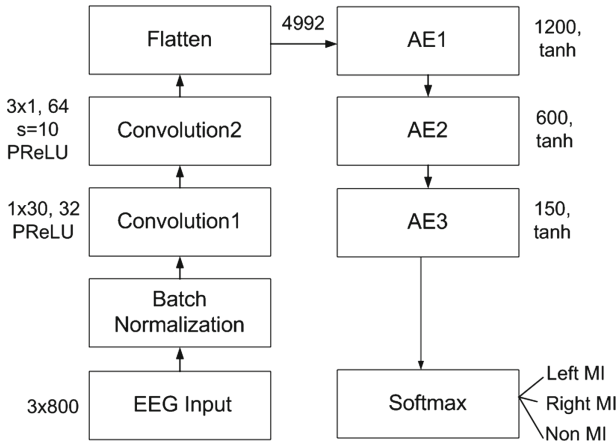 Flatten
4992
AE1
1200,
tanh
3x1, 64
s=10
PReLU
Convolution2
AE2
600,
tanh
1x30, 32
PReLU
Convolution1
AE3
150,
tanh
Batch
Normalization
3x800
EEG Input
Softmax
Left MI
Right MI
Non MI